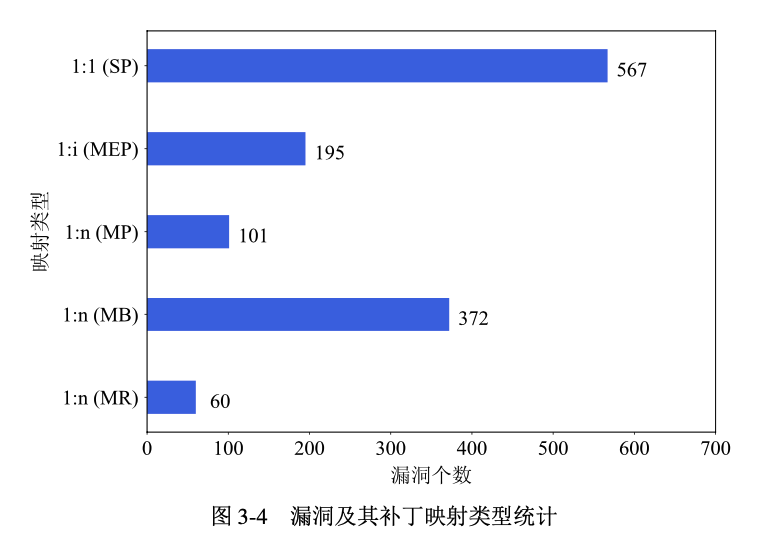 1:1 (SP)
567
1:i (MEP)
195
1:n (MP)
101
1:n (MB)
372
1:n (MR)
60
映射类型
0 100 200 300 400 500 600 700
漏洞个数
图 3-4 漏洞及其补丁映射类型统计